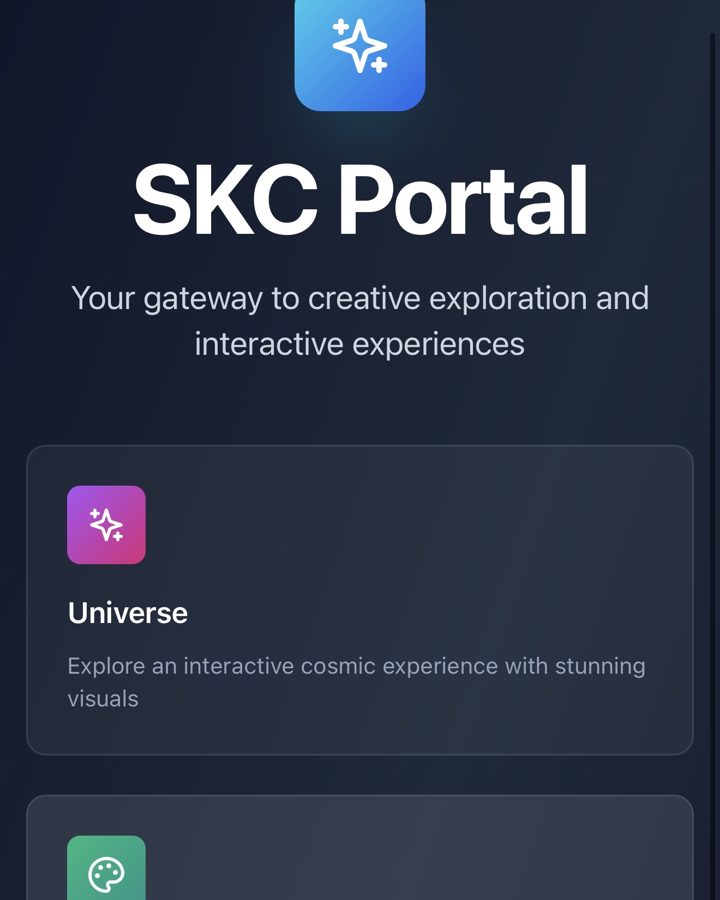 SKC Portal
Your gateway to creative exploration and
interactive experiences
Universe
Explore an interactive cosmic experience with stunning
visuals